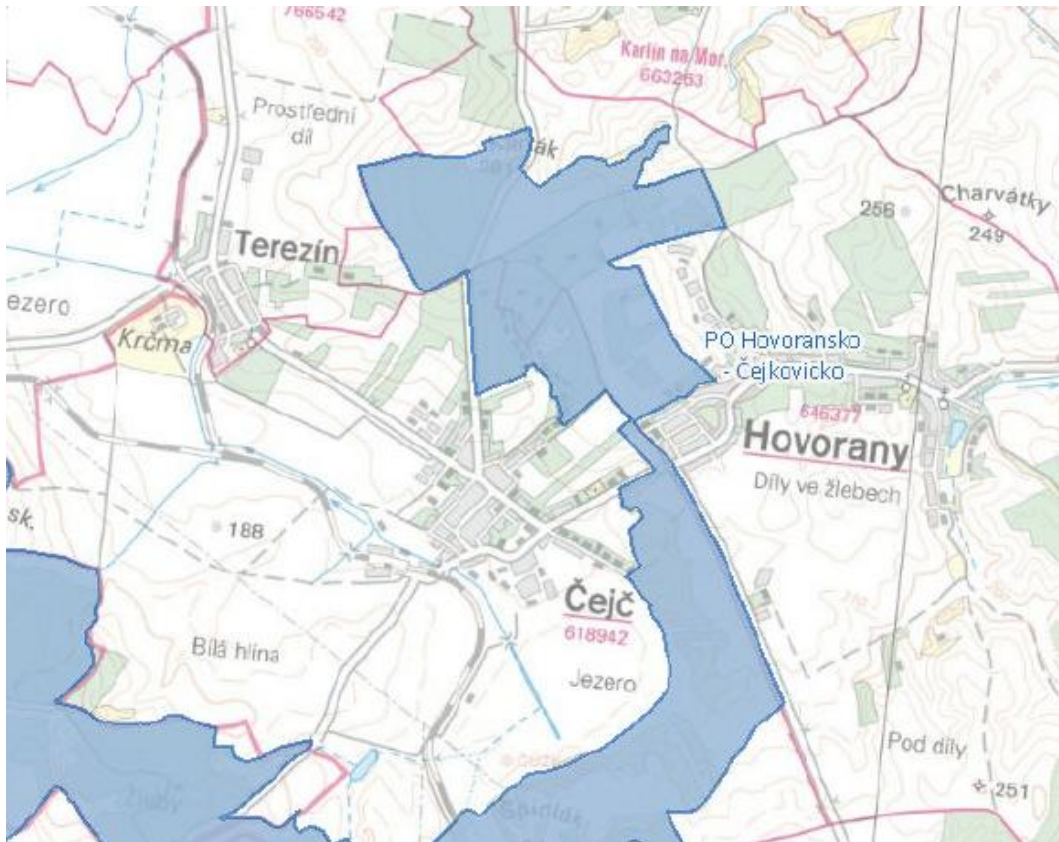 766542
Karlín na Mor.
663263
Prostřední
díl
Charvátky
256
249
Terezín
ezero
Krčma
PO Hovoransko
- Čejkovicko
646377
Hovorany
Díly ve žlebech
sk.
188
Čejč
618942
Bílá hlína
Jezero
Pod díly
251